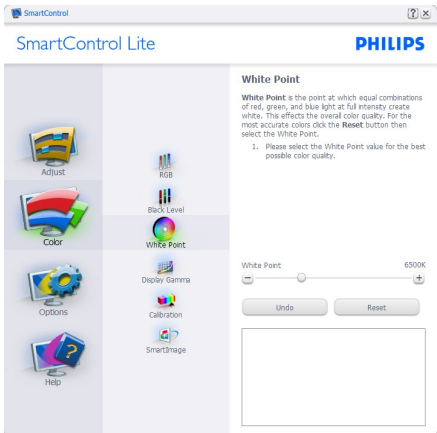 SmartControl
SmartControl Lite
PHILIPS
Adjust
Color
Options
Help
RGB
Black Level
White Point
Display Gamma
Calibration
SmartImage
White Point
White Point is the point at which equal combinations
of red, green, and blue light at full intensity create
white. This effects the overall color quality. For the
most accurate colors click the Reset button then
select the White Point.
1. Please select the White Point value for the best
possible color quality.
White Point 6500K
Undo Reset